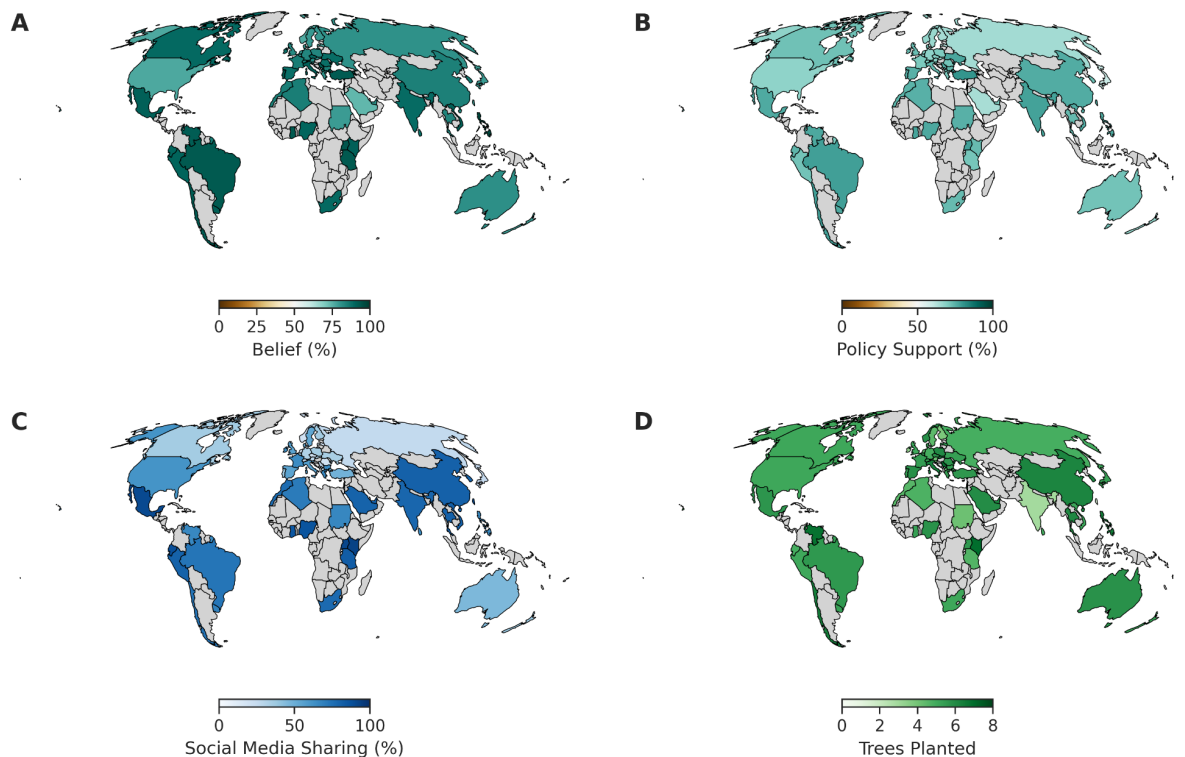 A
B
0 25 50 75 100
Belief (%)
0 50 100
Policy Support (%)
C
D
0 50 100
Social Media Sharing (%)
0 2 4 6 8
Trees Planted